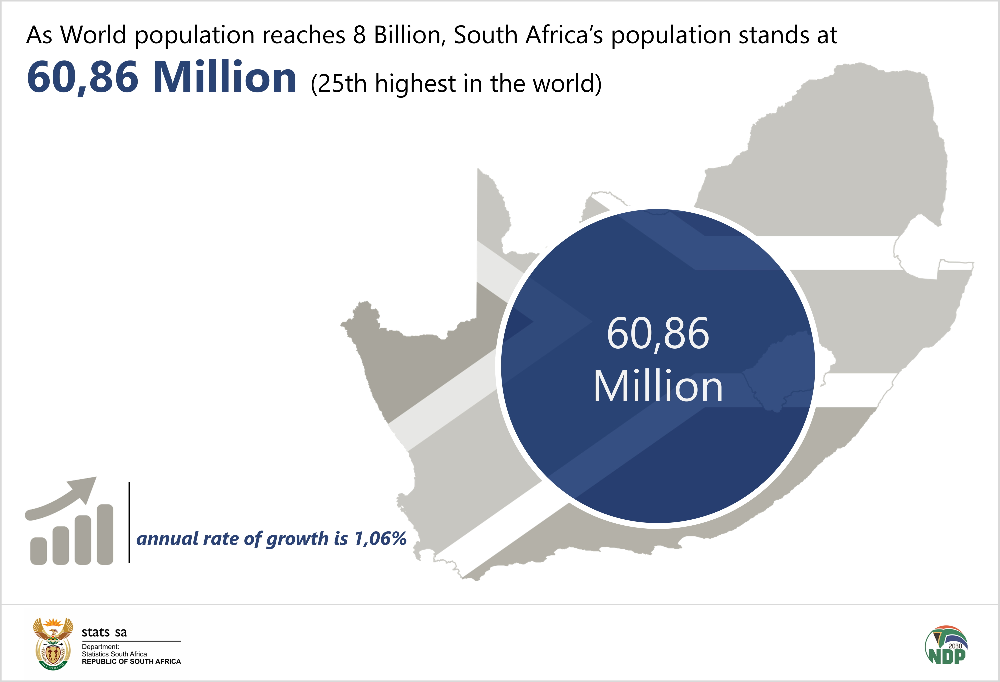 As World population reaches 8 Billion, South Africa‘s population stands at
60,86 Million (25th highest in the world)
60,86
Million
annual rate of growth is 1,06%
stats sa
Department:
Statistics South Africa
REPUBLIC OF SOUTH AFRICA
2030
NDP